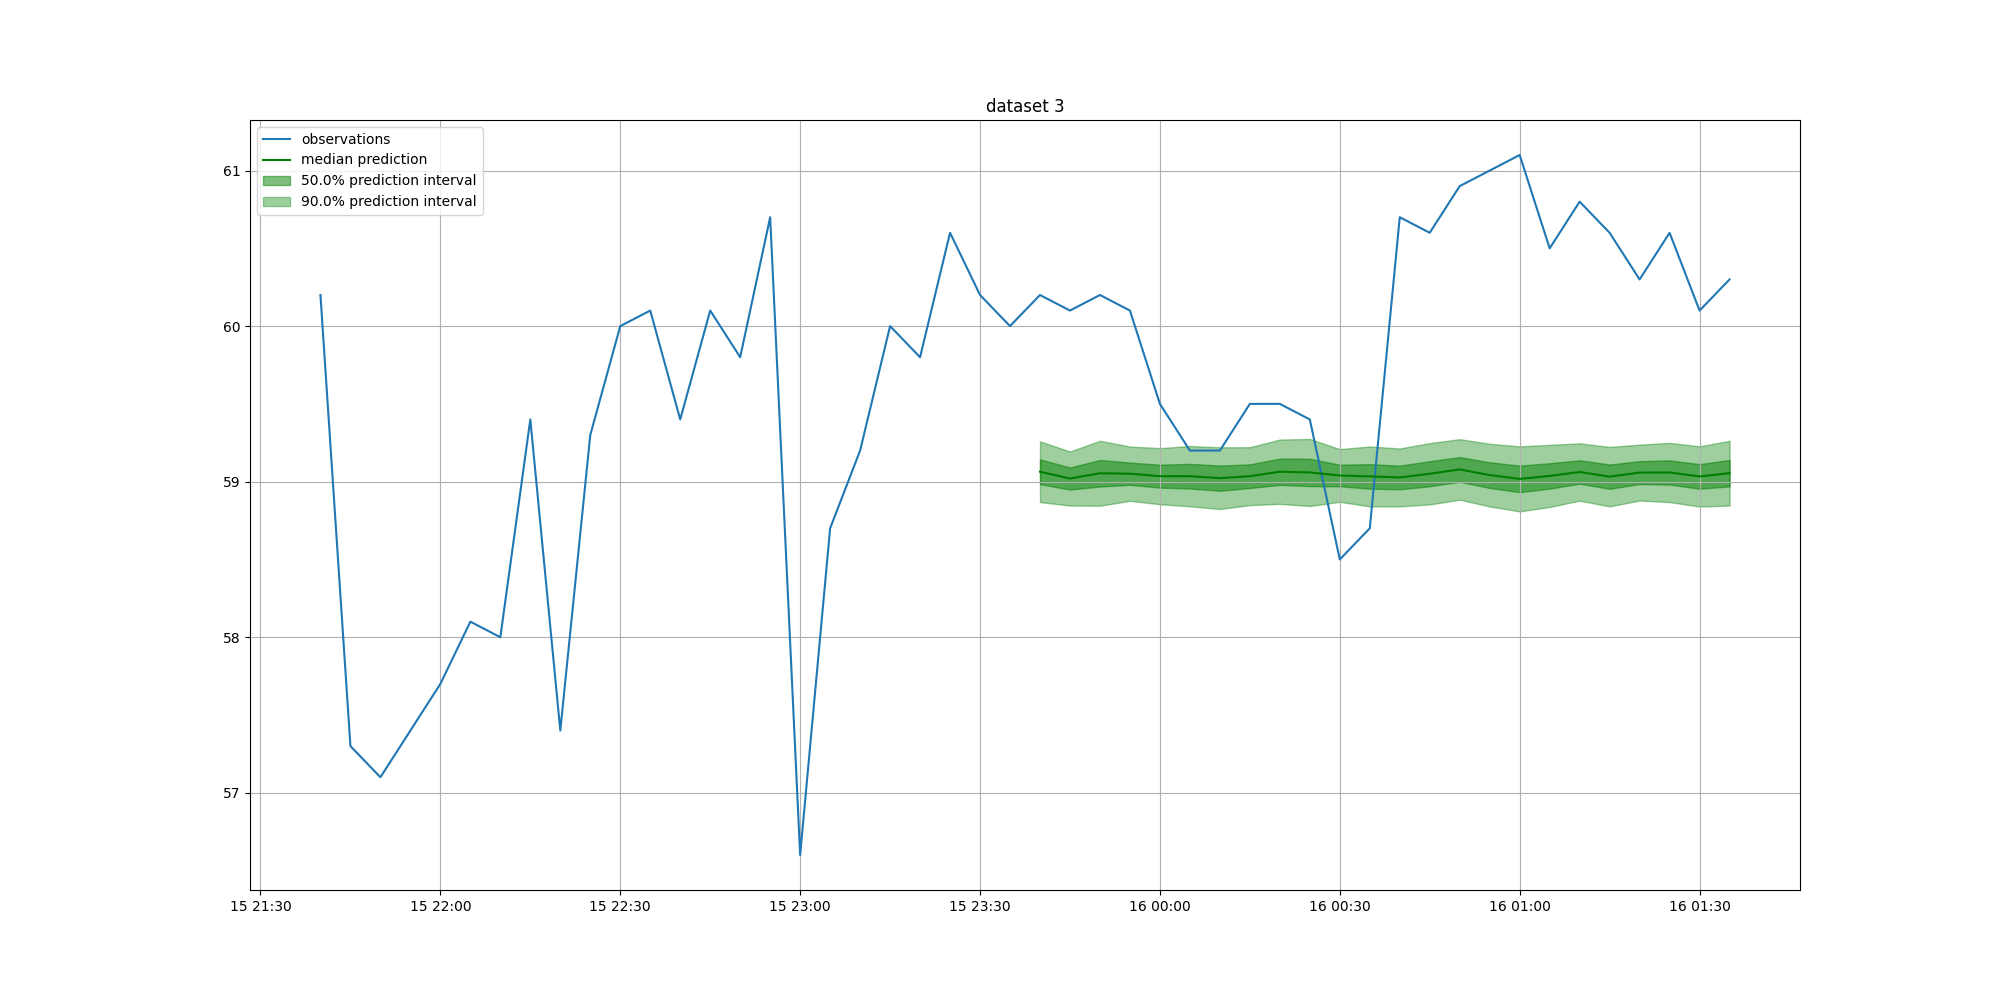 dataset 3
observations
median prediction
50.0% prediction interval
90.0% prediction interval
61
60
59
58
57
15 21:30
15 22:00
15 22:30
15 23:00
15 23:30
16 00:00
16 00:30
16 01:00
16 01:30